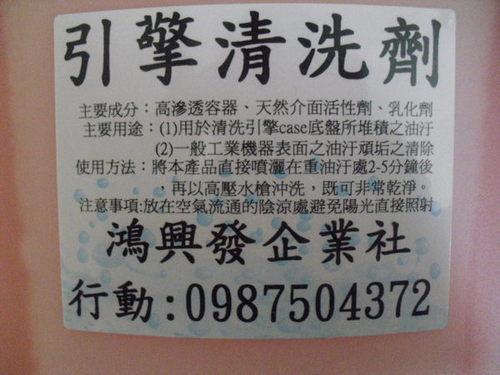 引擎清洗劑
主要成分：高滲透容器、天然介面活性劑、乳化劑
主要用途：(1)用於清洗引擎case底盤所堆積之油汙
(2)一般工業機器表面之油汙頑垢之清除
使用方法：將本產品直接噴灑在重油汙處2-5分鐘後
，再以高壓水槍沖洗，既可非常乾淨。
注意事項:放在空氣流通的陰涼處避免陽光直接照射
鴻興發企業社
行動:0987504372